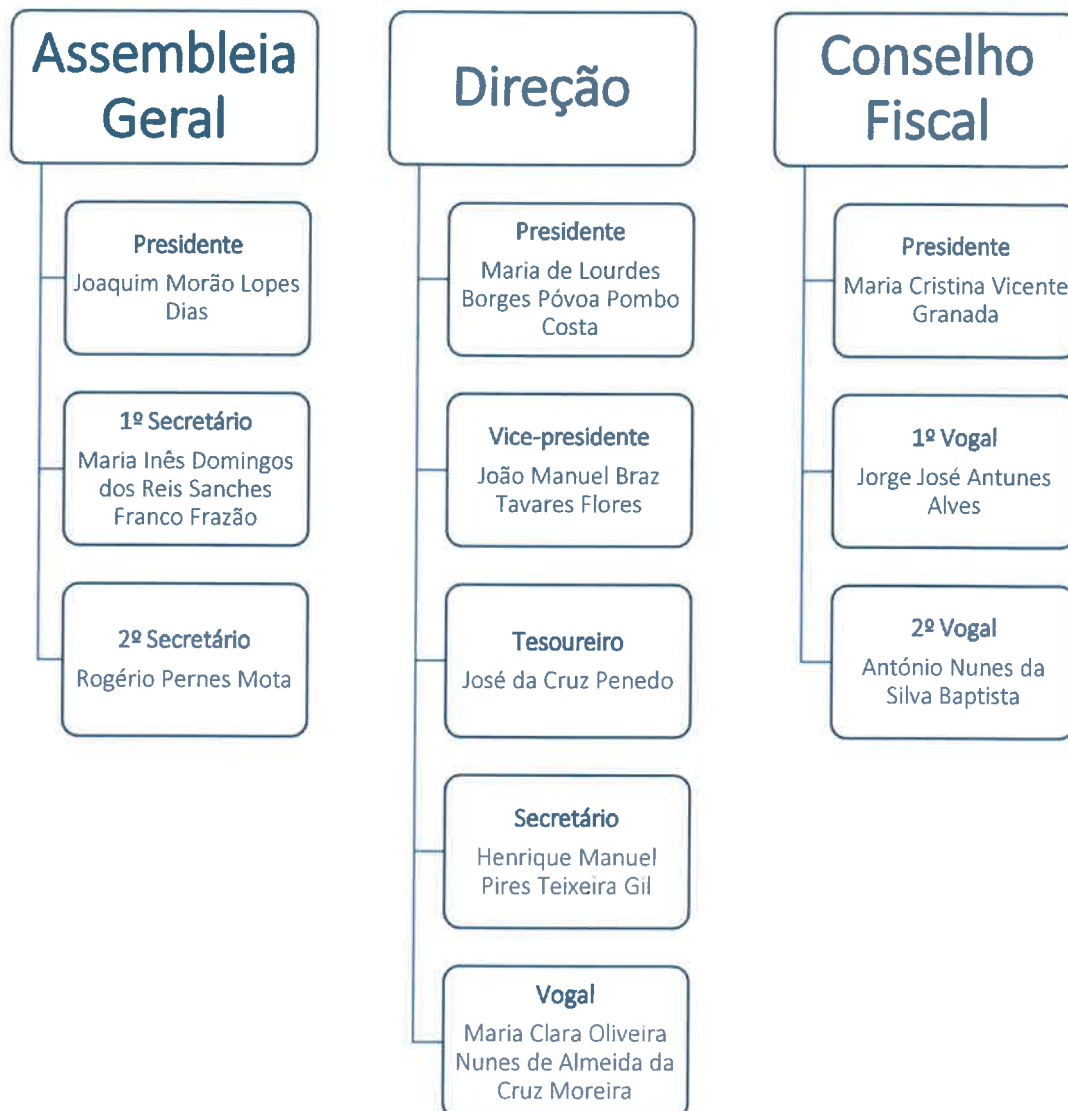 Assembleia
Geral
Presidente
Joaquim Morão Lopes
Dias
1º Secretário
Maria Inês Domingos
dos Reis Sanches
Franco Frazão
2º Secretário
Rogério Pernes Mota
Direção
Presidente
Maria de Lourdes
Borges Póvoa Pombo
Costa
Vice-presidente
João Manuel Braz
Tavares Flores
Tesoureiro
José da Cruz Penedo
Secretário
Henrique Manuel
Pires Teixeira Gil
Vogal
Maria Clara Oliveira
Nunes de Almeida da
Cruz Moreira
Conselho
Fiscal
Presidente
Maria Cristina Vicente
Granada
1º Vogal
Jorge José Antunes
Alves
2º Vogal
António Nunes da
Silva Baptista